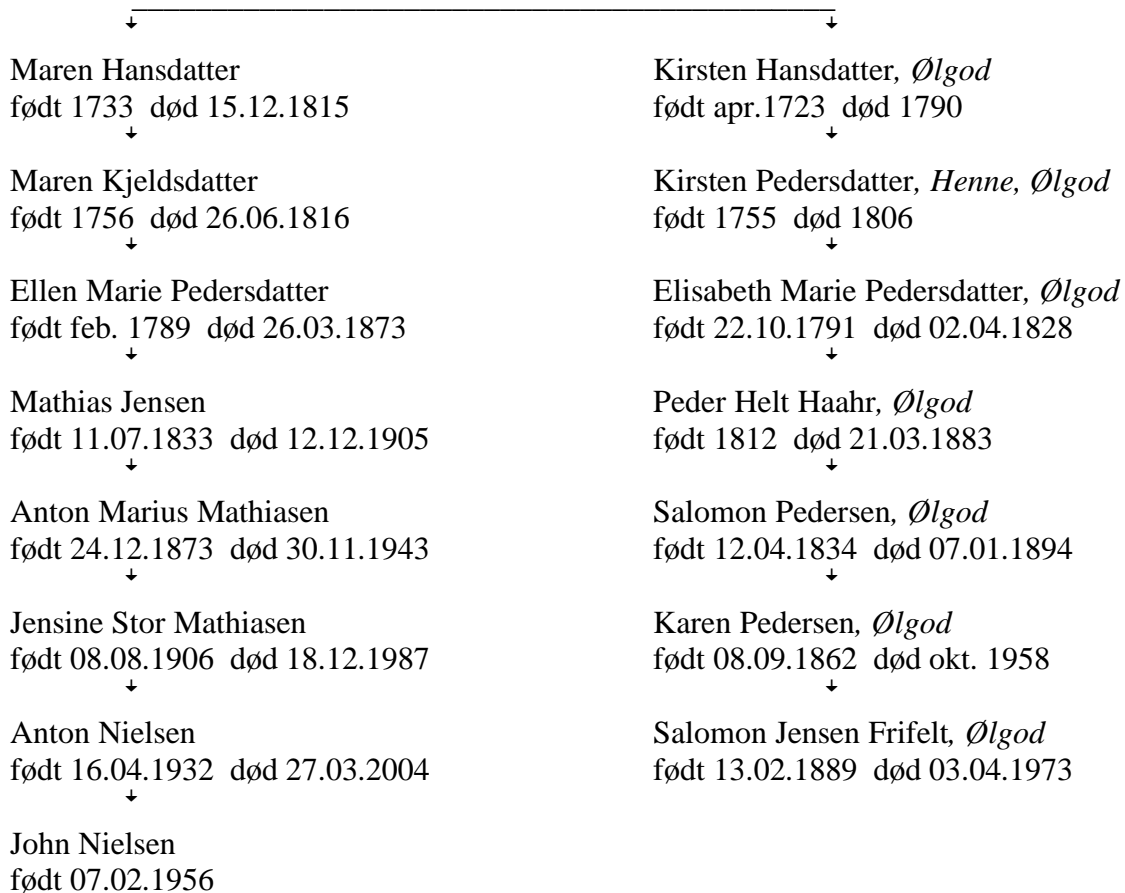 Maren Hansdatter
født 1733 død 15.12.1815
Maren Kjeldsdatter
født 1756 død 26.06.1816
Ellen Marie Pedersdatter
født feb. 1789 død 26.03.1873
Mathias Jensen
født 11.07.1833 død 12.12.1905
Anton Marius Mathiasen
født 24.12.1873 død 30.11.1943
Jensine Stor Mathiasen
født 08.08.1906 død 18.12.1987
Anton Nielsen
født 16.04.1932 død 27.03.2004
John Nielsen
født 07.02.1956
Kirsten Hansdatter, Ølgod
født apr.1723 død 1790
Kirsten Pedersdatter, Henne, Ølgod
født 1755 død 1806
Elisabeth Marie Pedersdatter, Ølgod
født 22.10.1791 død 02.04.1828
Peder Helt Haahr, Ølgod
født 1812 død 21.03.1883
Salomon Pedersen, Ølgod
født 12.04.1834 død 07.01.1894
Karen Pedersen, Ølgod
født 08.09.1862 død okt. 1958
Salomon Jensen Frifelt, Ølgod
født 13.02.1889 død 03.04.1973